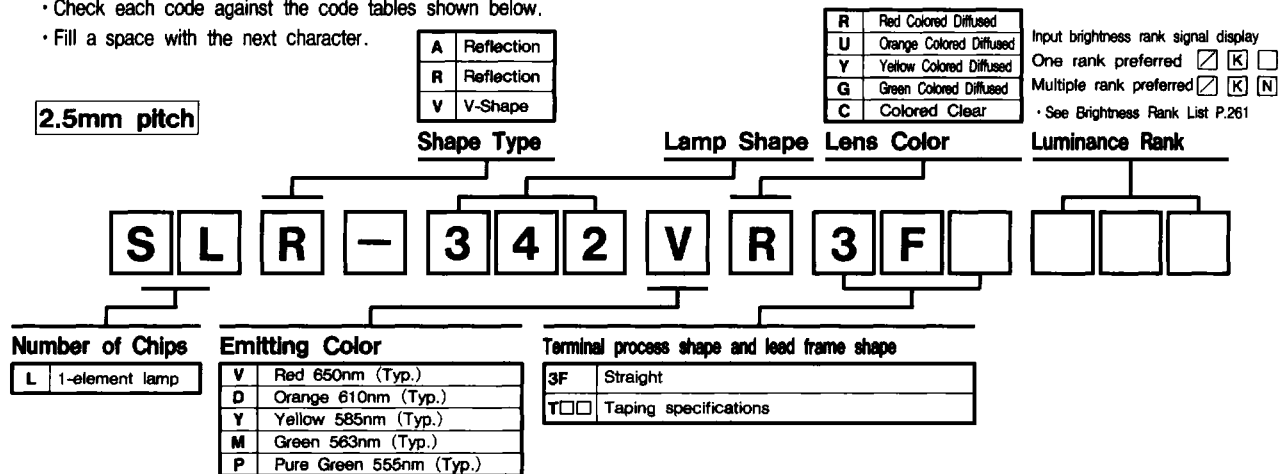 ・Check each code against the code tables shown below.
・Fill a space with the next character.
A Reflection
R Reflection
V V-Shape
R Red Colored Diffused
U Orange Colored Diffused
Y Yellow Colored Diffused
G Green Colored Diffused
C Colored Clear
Input brightness rank signal display
One rank preferred ╱ K □
Multiple rank preferred ╱ K N
・See Brightness Rank List P.261
2.5mm pitch
Shape Type
Lamp Shape
Lens Color
Luminance Rank
S L R - 3 4 2 V R 3 F
Number of Chips
L 1-element lamp
Emitting Color
V Red 650nm (Typ.)
D Orange 610nm (Typ.)
Y Yellow 585nm (Typ.)
M Green 563nm (Typ.)
P Pure Green 555nm (Typ.)
Terminal process shape and lead frame shape
3F Straight
T□□ Taping specifications